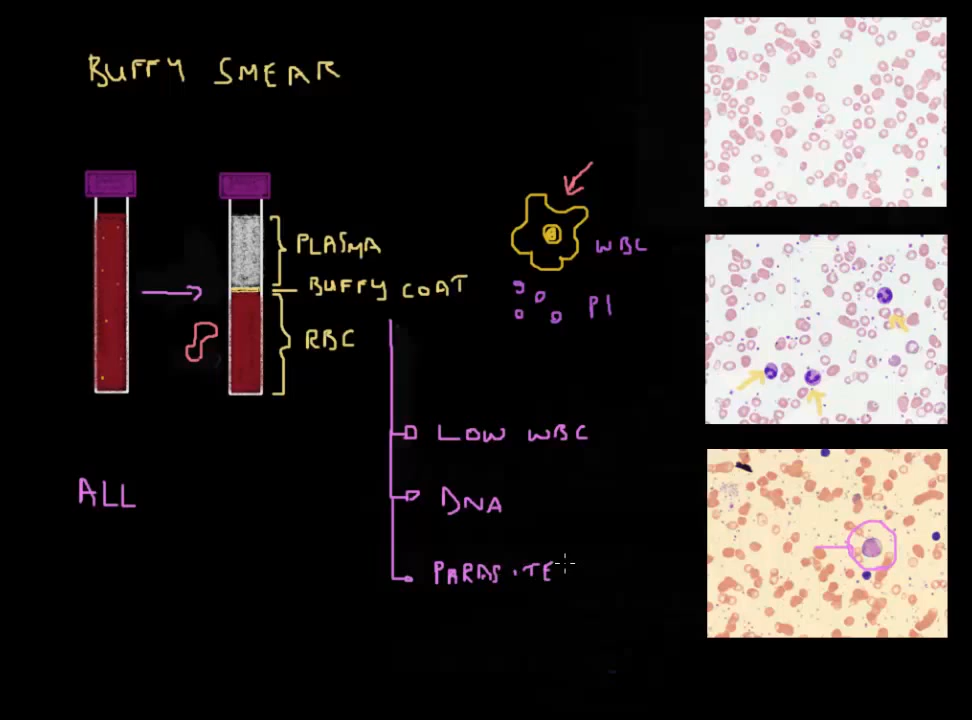 BUFFY SMEAR
PLASMA
BUFFY COAT
RBC
WBC
Pl
LOW WBC
DNA
PARASITE
ALL